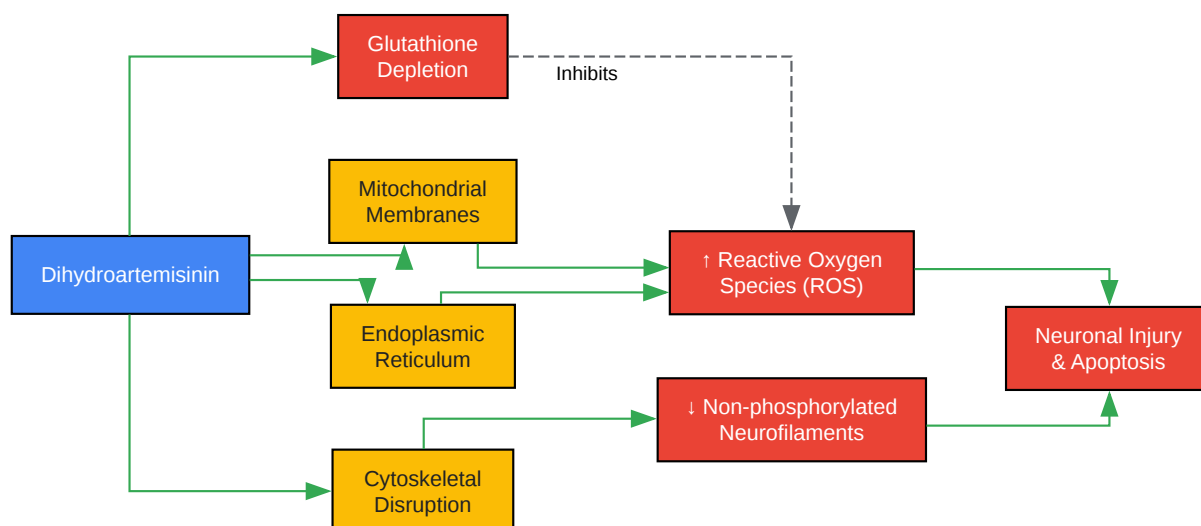 Glutathione
Depletion
Inhibits
Mitochondrial
Membranes
Dihydroartemisinin
↑ Reactive Oxygen
Species (ROS)
Endoplasmic
Reticulum
Neuronal Injury
& Apoptosis
↓ Non-phosphorylated
Neurofilaments
Cytoskeletal
Disruption